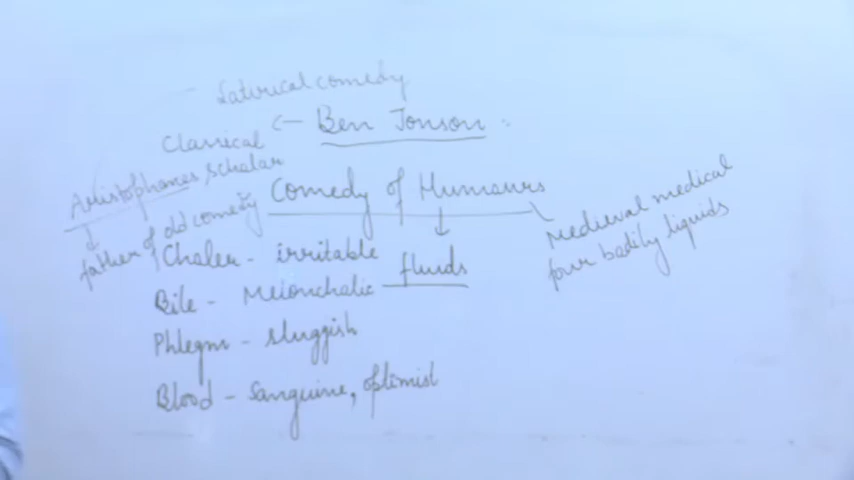 - Satirical comedy
Classical <- Ben Jonson
Aristophanes, scholar
Comedy of Humours
father of old comedy
Medieval medical
four bodily liquids
Choler - irritable
fluids
Bile - Melonchalic
Phlegm - sluggish
Blood - Sanguine, optimist